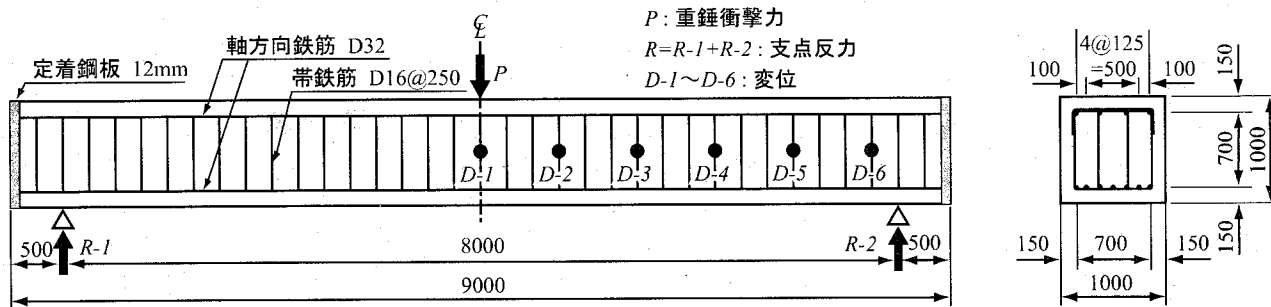 ℄
P : 重錘衝撃力
R=R-1+R-2 : 支点反力
D-1〜D-6 : 変位
軸方向鉄筋 D32
定着鋼板 12mm
帯鉄筋 D16@250
P
D-1 D-2 D-3 D-4 D-5 D-6
500 R-1 8000 R-2 500
9000
4@125
100 =500 100
150
700
1000
150
150 700 150
1000